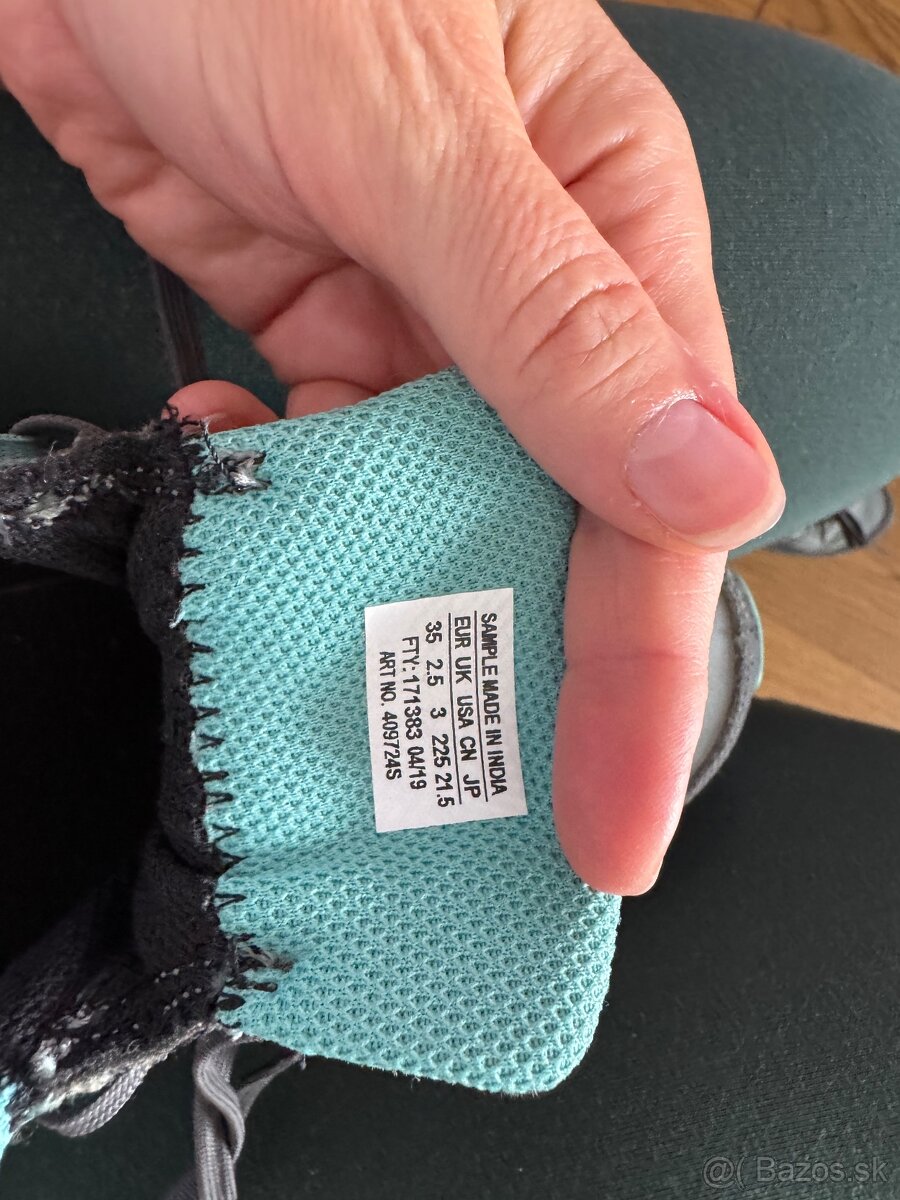 SAMPLE MADE IN INDIA
EUR UK USA CN JP
35 2.5 3 225 21.5
FTY: 171383 04/19
ART NO. 409724S
@( Bazos.sk